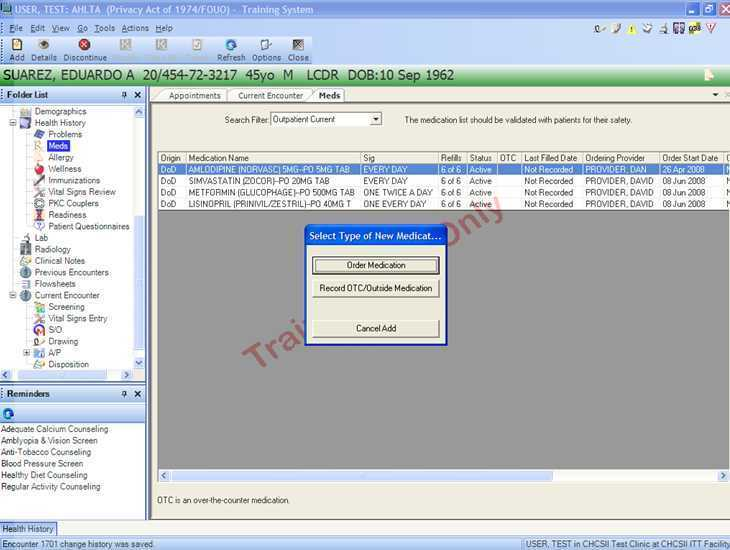 USER, TEST: AHLTA (Privacy Act of 1974/FOUO) - Training System
File Edit View Go Tools Actions Help
Add Details Discontinue Refresh Options Close
SUAREZ, EDUARDO A 20/454-72-3217 45yo M LCDR DOB:10 Sep 1962
Folder List
Demographics
Health History
Problems
Meds
Allergy
Wellness
Immunizations
Vital Signs Review
PKC Couplers
Readiness
Patient Questionnaires
Lab
Radiology
Clinical Notes
Previous Encounters
Flowsheets
Current Encounter
Screening
Vital Signs Entry
S/O
Drawing
A/P
Disposition
Reminders
Adequate Calcium Counseling
Amblyopia & Vision Screen
Anti-Tobacco Counseling
Blood Pressure Screen
Healthy Diet Counseling
Regular Activity Counseling
Health History
Appointments Current Encounter Meds
Search Filter: Outpatient Current The medication list should be validated with patients for their safety.
Origin Medication Name Sig Refills Status OTC Last Filled Date Ordering Provider Order Start Date
DoD AMLODIPINE (NORVASC) 5MG--PO 5MG TAB EVERY DAY 6 of 6 Active Not Recorded PROVIDER, DAN 26 Apr 2008
DoD SIMVASTATIN (ZOCOR)--PO 20MG TAB EVERY DAY 6 of 6 Active Not Recorded PROVIDER, DAVID 08 Jun 2008
DoD METFORMIN (GLUCOPHAGE)--PO 500MG TAB ONE TWICE A DAY 6 of 6 Active Not Recorded PROVIDER, DAVID 08 Jun 2008
DoD LISINOPRIL (PRINIVIL/ZESTRIL)--PO 40MG T ONE EVERY DAY 6 of 6 Active Not Recorded PROVIDER, DAVID 08 Jun 2008
Select Type of New Medicat...
Order Medication
Record OTC/Outside Medication
Cancel Add
Train
Only
OTC is an over-the-counter medication.
Encounter 1701 change history was saved. USER, TEST in CHCSII Test Clinic at CHCSII ITT Facility